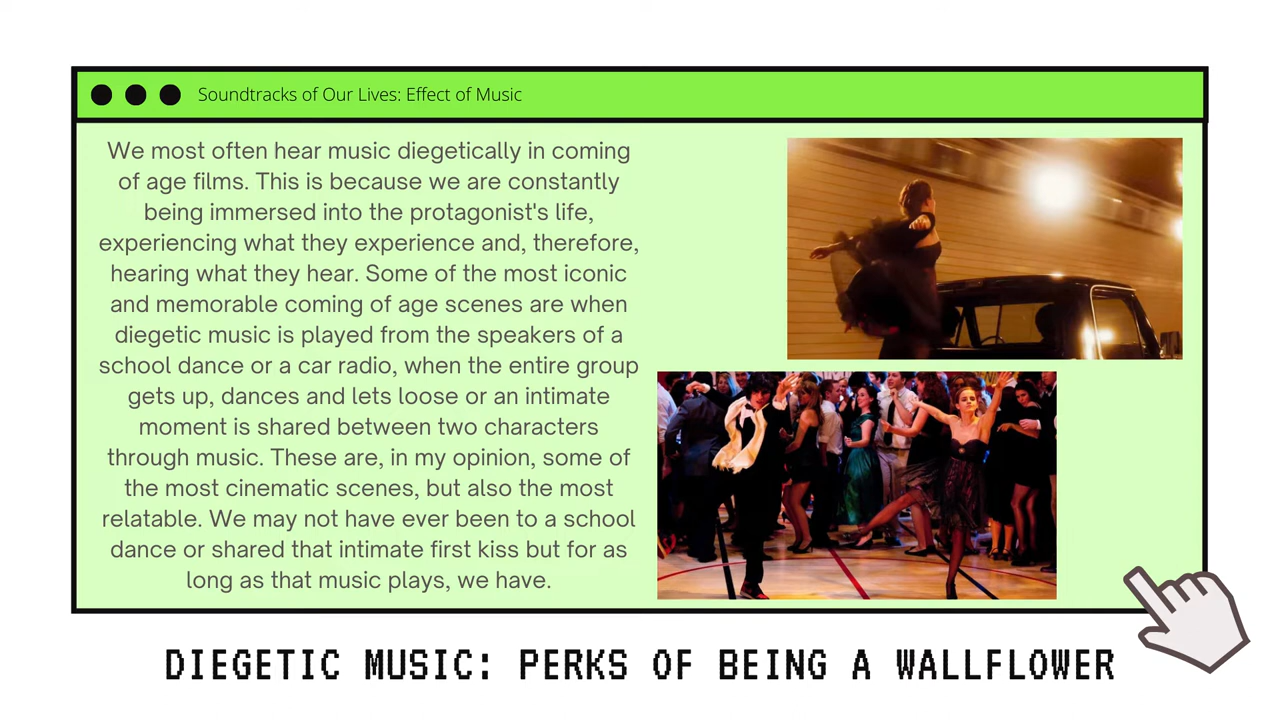 Soundtracks of Our Lives: Effect of Music
We most often hear music diegetically in coming
of age films. This is because we are constantly
being immersed into the protagonist's life,
experiencing what they experience and, therefore,
hearing what they hear. Some of the most iconic
and memorable coming of age scenes are when
diegetic music is played from the speakers of a
school dance or a car radio, when the entire group
gets up, dances and lets loose or an intimate
moment is shared between two characters
through music. These are, in my opinion, some of
the most cinematic scenes, but also the most
relatable. We may not have ever been to a school
dance or shared that intimate first kiss but for as
long as that music plays, we have.
DIEGETIC MUSIC: PERKS OF BEING A WALLFLOWER